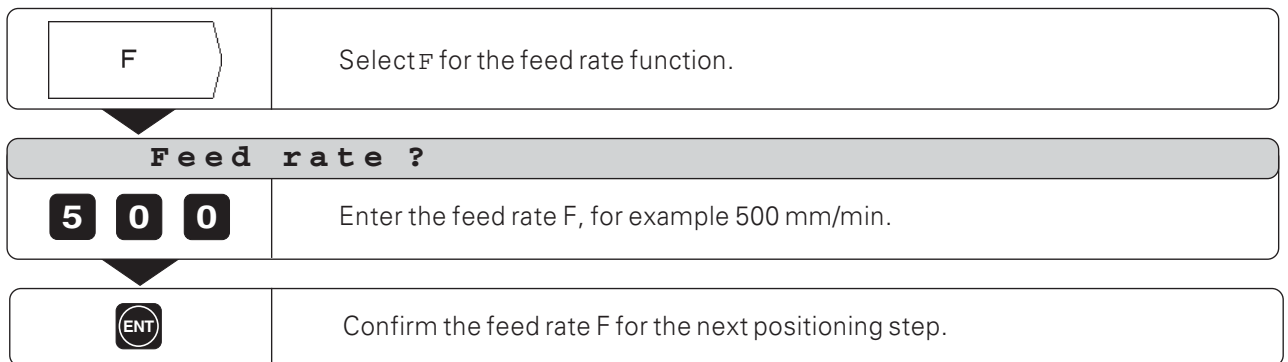 F
Select F for the feed rate function.
Feed rate ?
5 0 0
Enter the feed rate F, for example 500 mm/min.
ENT
Confirm the feed rate F for the next positioning step.